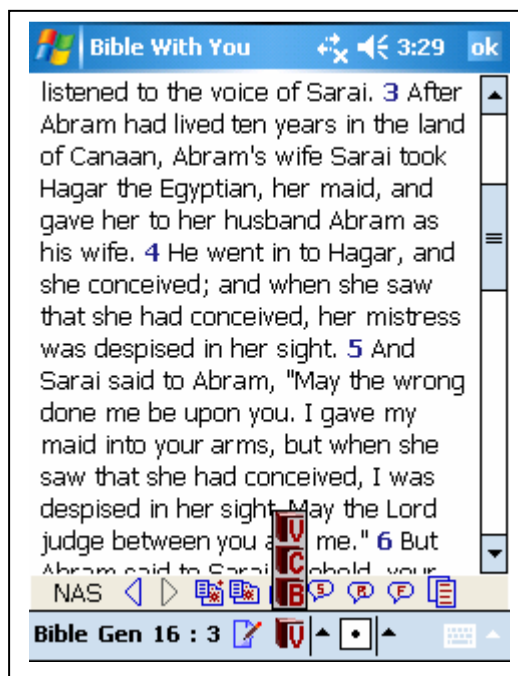 Bible With You 3:29 ok
listened to the voice of Sarai. 3 After
Abram had lived ten years in the land
of Canaan, Abram's wife Sarai took
Hagar the Egyptian, her maid, and
gave her to her husband Abram as
his wife. 4 He went in to Hagar, and
she conceived; and when she saw
that she had conceived, her mistress
was despised in her sight. 5 And
Sarai said to Abram, "May the wrong
done me be upon you. I gave my
maid into your arms, but when she
saw that she had conceived, I was
despised in her sight May the Lord
judge between you me." 6 But
Abram said to Sarai your
V
C
B
NAS S R F P
Bible Gen 16 : 3 V